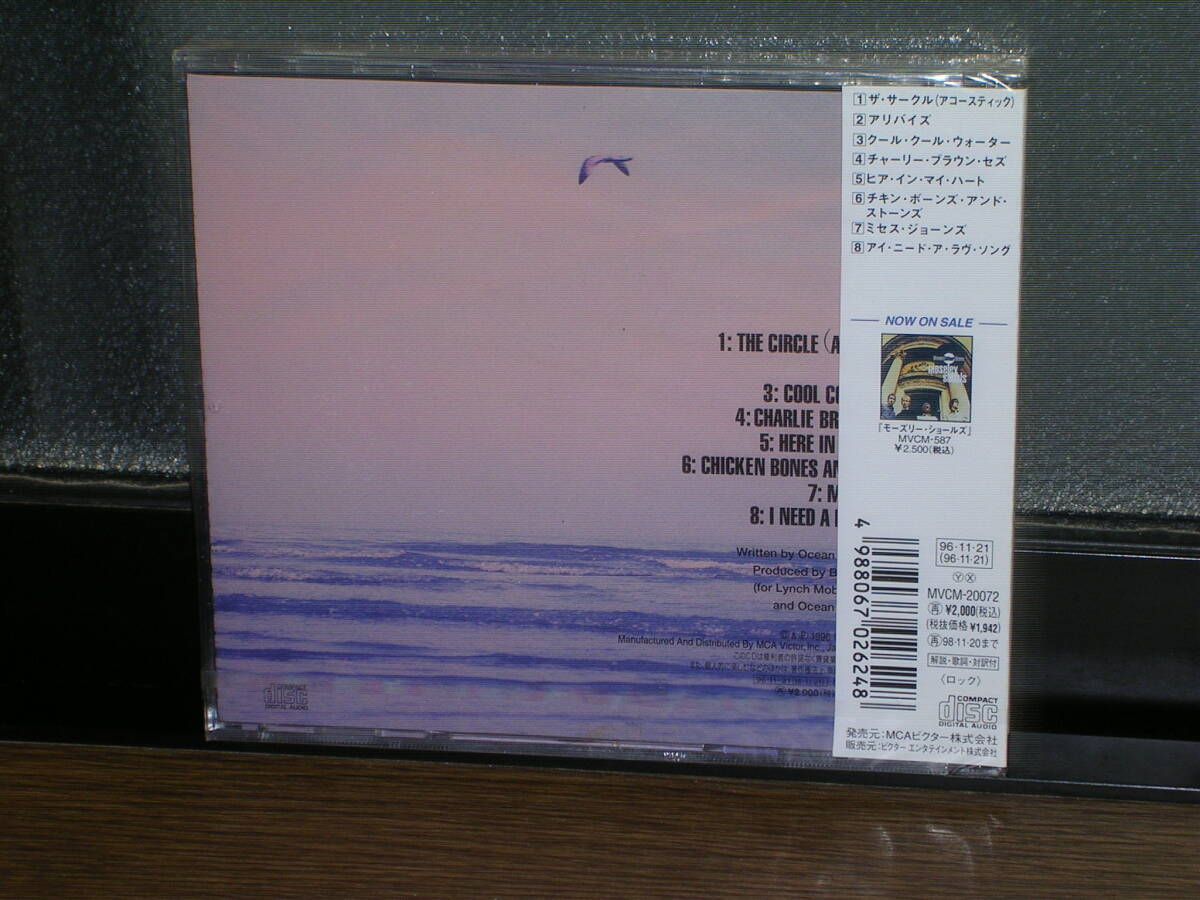 1: THE CIRCLE (A
3: COOL CO
4: CHARLIE BR
5: HERE IN
6: CHICKEN BONES AN
7: M
8: I NEED A
Written by Ocean
Produced by B
(for Lynch Mob
and Ocean
Ⓒ & Ⓟ 1996
Manufactured And Distributed By MCA Victor, Inc., Ja
COMPACT
disc
DIGITAL AUDIO
1 ザ・サークル(アコースティック)
2 アリバイズ
3 クール・クール・ウォーター
4 チャーリー・ブラウン・セズ
5 ヒア・イン・マイ・ハート
6 チキン・ボーンズ・アンド・
ストーンズ
7 ミセス・ジョーンズ
8 アイ・ニード・ア・ラヴ・ソング
NOW ON SALE
moseley
shoals
『モーズリー・ショールズ』
MVCM-587
¥2.500(税込)
4 988067 026248
96・11・21
(96・11・21)
Ⓨ Ⓧ
MVCM-20072
再 ¥2,000(税込)
(税抜価格 ¥1,942)
再 98・11・20まで
解説・歌詞・対訳付
〈ロック〉
COMPACT
disc
DIGITAL AUDIO
発売元:MCAビクター株式会社
販売元:ビクター エンタテインメント株式会社